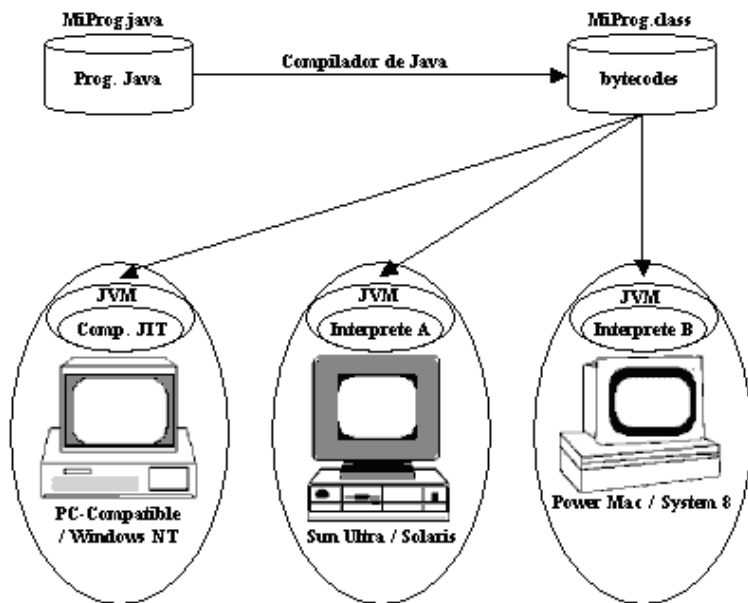 MiProg.java
MiProg.class
Prog. Java
Compilador de Java
bytecodes
JVM
Comp. JIT
JVM
Interprete A
JVM
Interprete B
PC-Compatible
/ Windows NT
Sun Ultra / Solaris
Power Mac / System 8